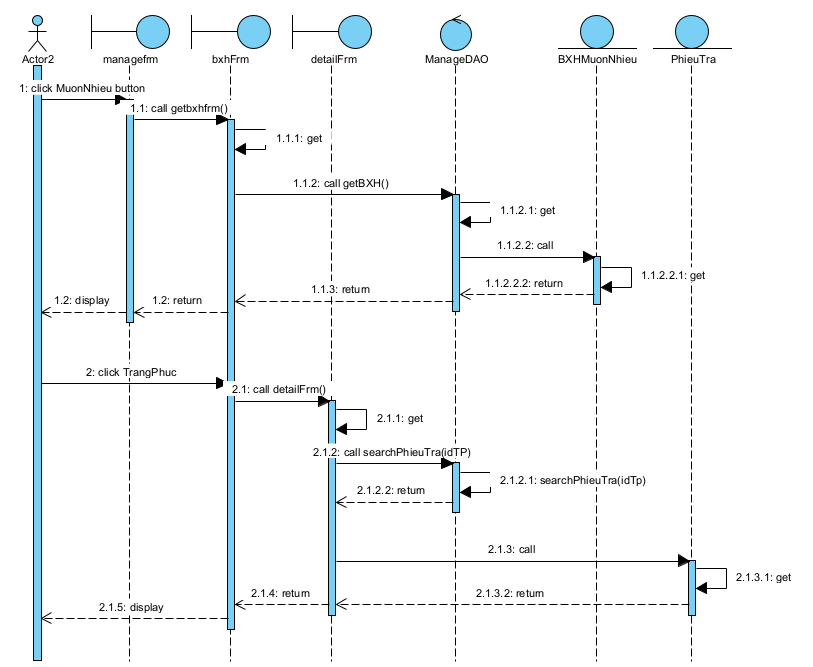 Actor2
managefrm
bxhFrm
detailFrm
ManageDAO
BXHMuonNhieu
PhieuTra
1: click MuonNhieu button
1.1: call getbxhfrm()
1.1.1: get
1.1.2: call getBXH()
1.1.2.1: get
1.1.2.2: call
1.1.2.2.1: get
1.1.2.2.2: return
1.1.3: return
1.2: display
1.2: return
2: click TrangPhuc
2.1: call detailFrm()
2.1.1: get
2.1.2: call searchPhieuTra(idTP)
2.1.2.1: searchPhieuTra(idTp)
2.1.2.2: return
2.1.3: call
2.1.3.1: get
2.1.4: return
2.1.3.2: return
2.1.5: display